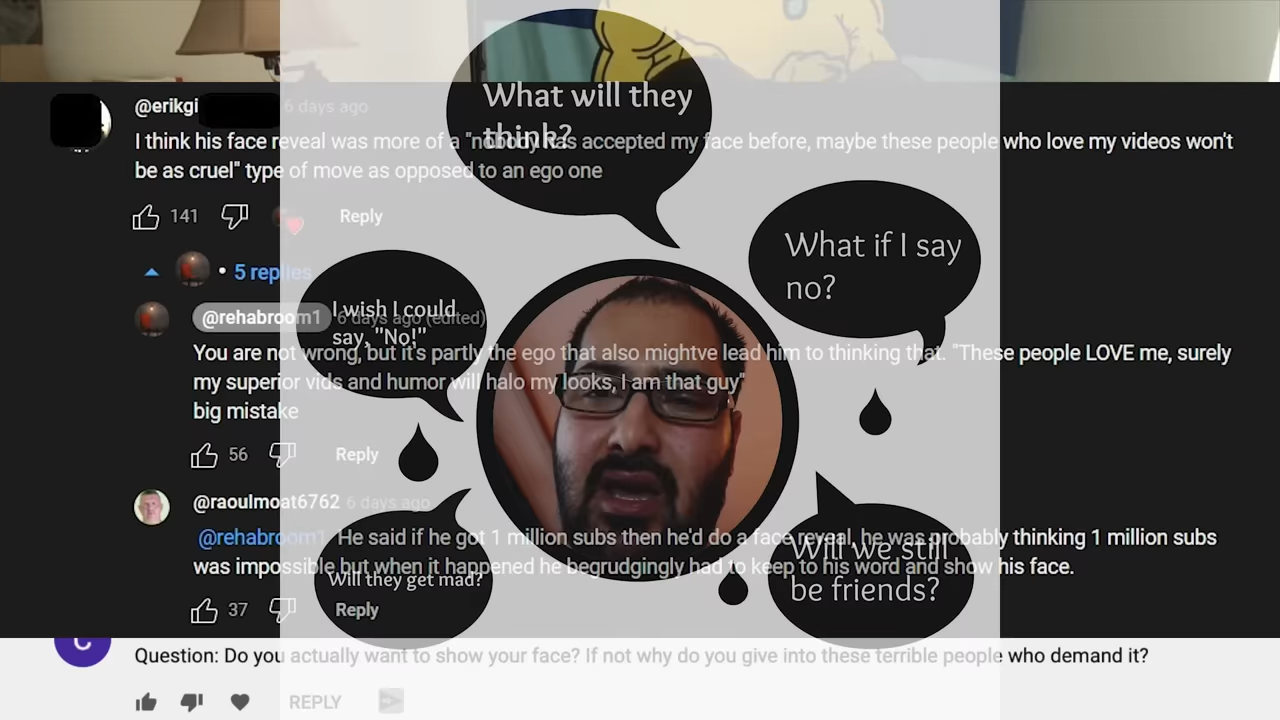 What will they
think?
@erikgi
6 days ago
I think his face reveal was more of a "nobody has accepted my face before, maybe these people who love my videos won't
be as cruel" type of move as opposed to an ego one
141
Reply
What if I say
no?
5 replies
I wish I could
say, "No!"
@rehabroom1
6 days ago (edited)
You are not wrong, but it's partly the ego that also mightve lead him to thinking that. "These people LOVE me, surely
my superior vids and humor will halo my looks, I am that guy"
big mistake
56
Reply
@raoulmoat6762
6 days ago
@rehabroom1 He said if he got 1 million subs then he'd do a face reveal, he was probably thinking 1 million subs
was impossible but when it happened he begrudgingly had to keep to his word and show his face.
Will we still
be friends?
Will they get mad?
37
Reply
C
Question: Do you actually want to show your face? If not why do you give into these terrible people who demand it?
REPLY